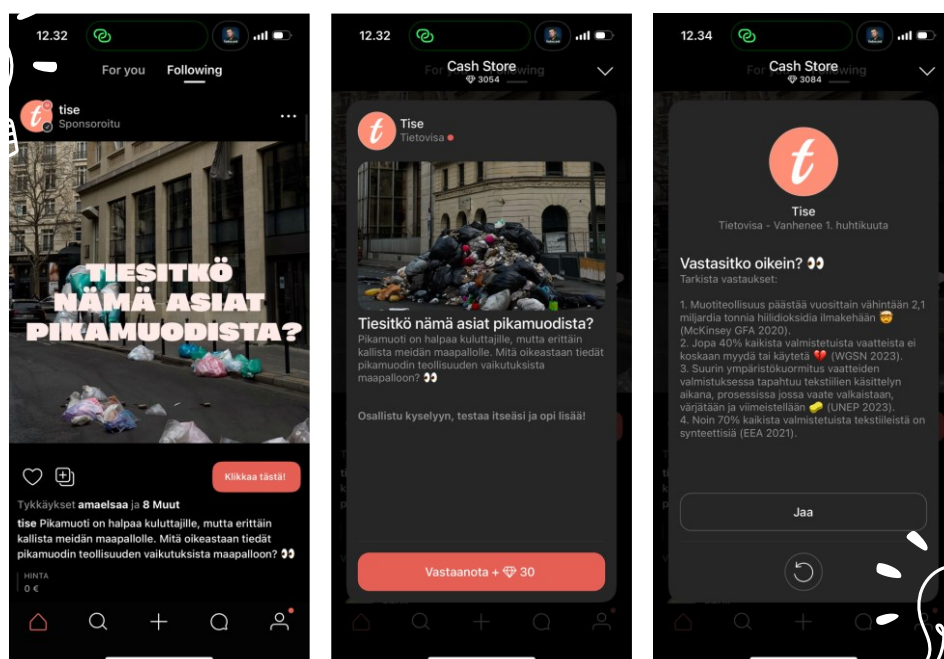 12.32
For you Following
tise
Sponsoroitu
TIESITKÖ
NÄMÄ ASIAT
PIKAMUODISTA?
Klikkaa tästä!
Tykkäykset amaelsaa ja 8 Muut
tise Pikamuoti on halpaa kuluttajille, mutta erittäin
kallista meidän maapallolle. Mitä oikeastaan tiedät
pikamuodin teollisuuden vaikutuksista maapalloon? 👀
HINTA
0 €
12.32
Cash Store
3054
t
Tise
Tietovisa
Tiesitkö nämä asiat pikamuodista?
Pikamuoti on halpaa kuluttajille, mutta erittäin
kallista meidän maapallolle. Mitä oikeastaan tiedät
pikamuodin teollisuuden vaikutuksista
maapalloon? 👀
Osallistu kyselyyn, testaa itseäsi ja opi lisää!
Vastaanota + 30
12.34
Cash Store
3084
t
Tise
Tietovisa - Vanhenee 1. huhtikuuta
Vastasitko oikein? 👀
Tarkista vastaukset:
1. Muotiteollisuus päästää vuosittain vähintään 2,1
miljardia tonnia hiilidioksidia ilmakehään 🤯
(McKinsey GFA 2020).
2. Jopa 40% kaikista valmistetuista vaatteista ei
koskaan myydä tai käytetä 💔 (WGSN 2023).
3. Suurin ympäristökuormitus vaatteiden
valmistuksessa tapahtuu tekstiilien käsittelyn
aikana, prosessissa jossa vaate valkaistaan,
värjätään ja viimeistellään 🧽 (UNEP 2023).
4. Noin 70% kaikista valmistetuista tekstiileistä on
synteettisiä (EEA 2021).
Jaa